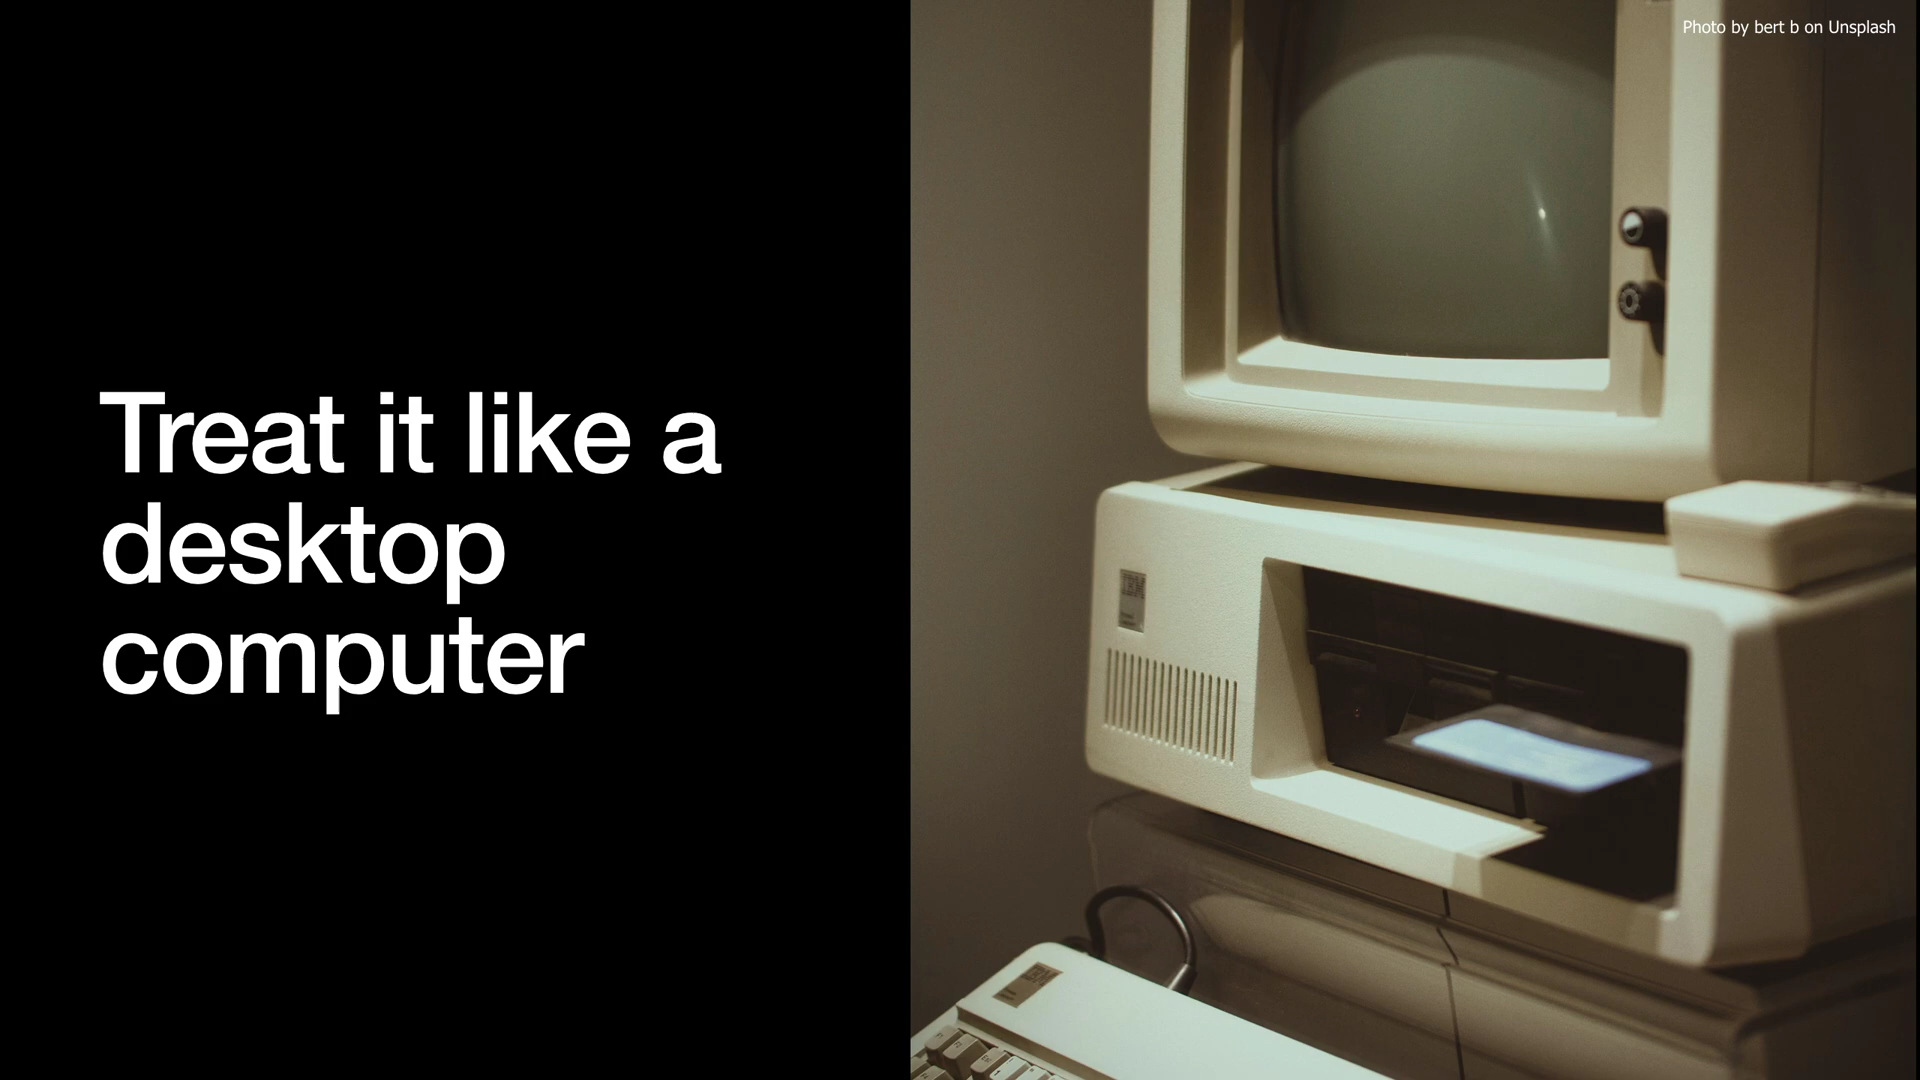 Photo by bert b on Unsplash
Treat it like a
desktop
computer
IBM